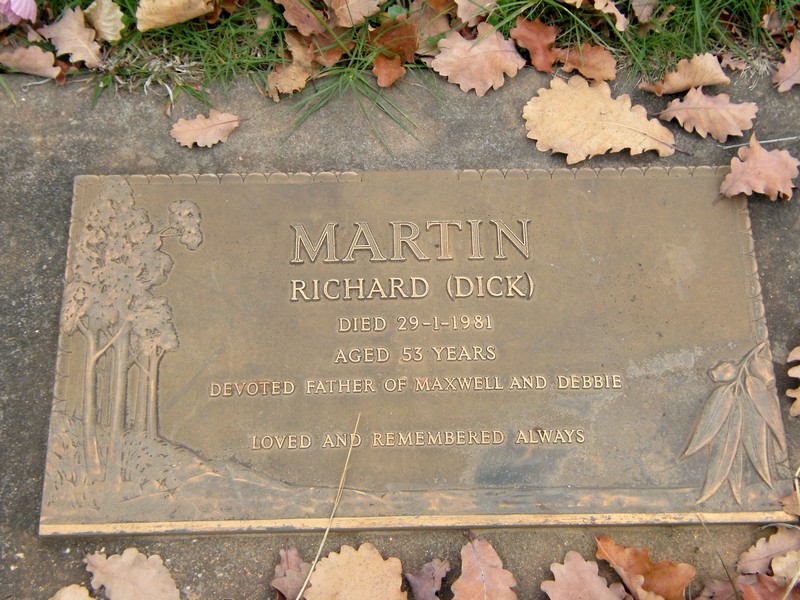 MARTIN
RICHARD (DICK)
DIED 29-1-1981
AGED 53 YEARS
DEVOTED FATHER OF MAXWELL AND DEBBIE
LOVED AND REMEMBERED ALWAYS